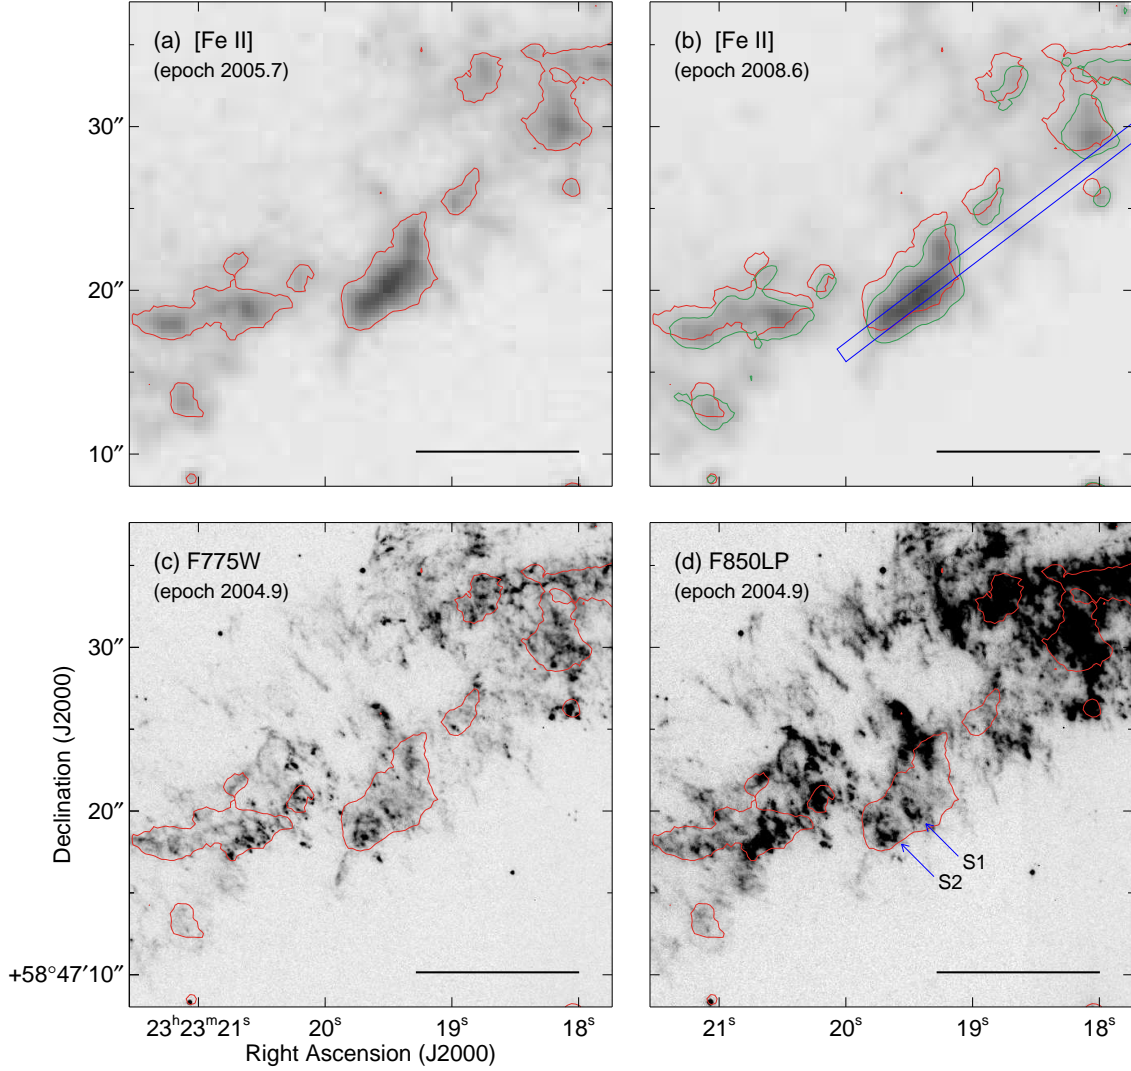 (a) [Fe II]
(epoch 2005.7)
30″
20″
10″
(b) [Fe II]
(epoch 2008.6)
(c) F775W
(epoch 2004.9)
30″
20″
+58°47′10″
Declination (J2000)
23ʰ23ᵐ21ˢ
20ˢ
19ˢ
18ˢ
Right Ascension (J2000)
(d) F850LP
(epoch 2004.9)
S1
S2
21ˢ
20ˢ
19ˢ
18ˢ